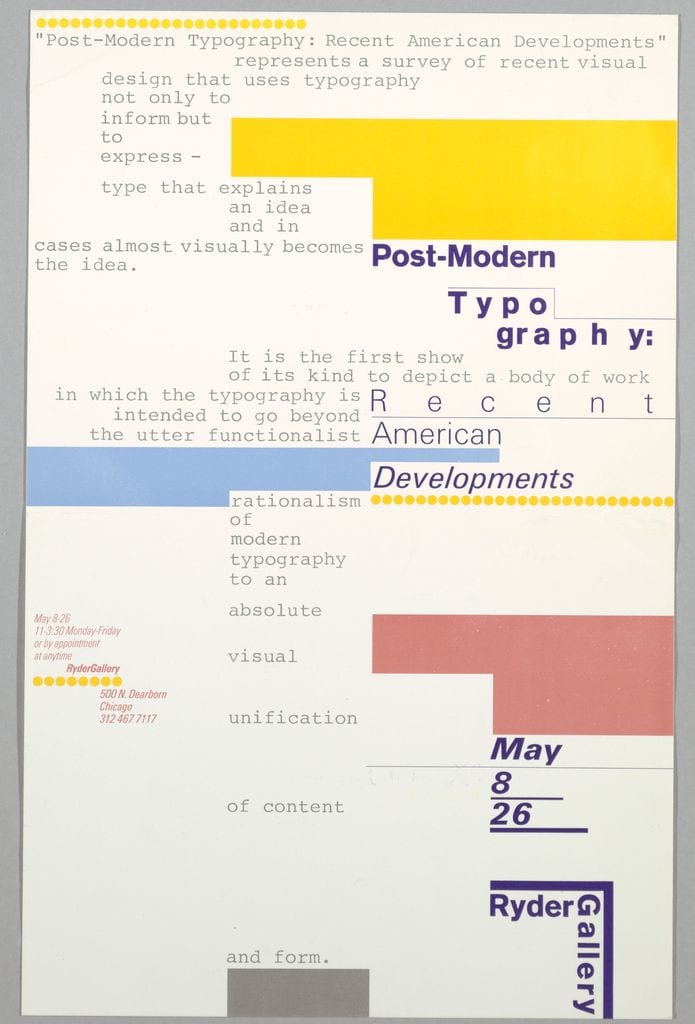 "Post-Modern Typography: Recent American Developments"
represents a survey of recent visual
design that uses typography
not only to
inform but
to
express -
type that explains
an idea
and in
cases almost visually becomes
the idea.
Post-Modern
Typo
graphy:
It is the first show
of its kind to depict a body of work
in which the typography is
intended to go beyond
the utter functionalist
Recent
American
Developments
rationalism
of
modern
typography
to an
absolute
visual
unification
of content
and form.
May 8-26
11-3:30 Monday-Friday
or by appointment
at anytime
RyderGallery
500 N. Dearborn
Chicago
312 467 7117
May
8
26
Ryder
Gallery